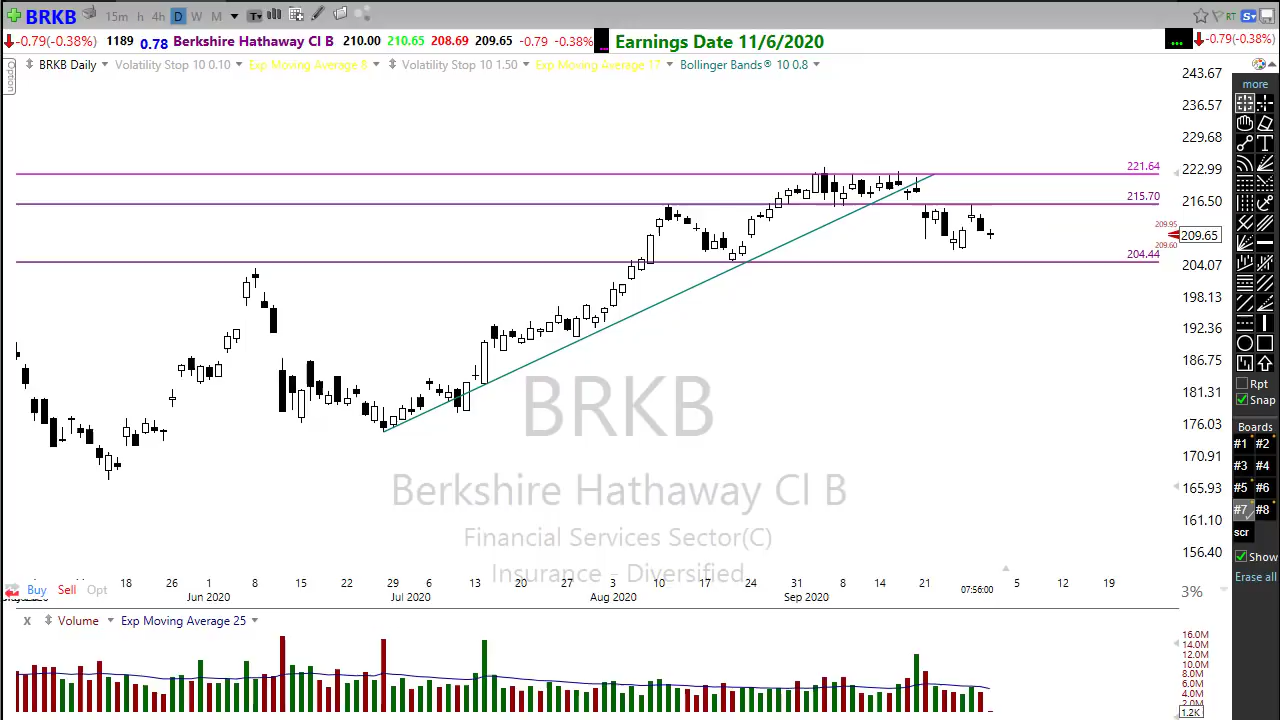 BRKB 15m h 4h D W M T RT S
-0.79(-0.38%) 1189 0.78 Berkshire Hathaway Cl B 210.00 210.65 208.69 209.65 -0.79 -0.38% ... Earnings Date 11/6/2020 ... -0.79(-0.38%)
Option
BRKB Daily Volatility Stop 10 0.10 Exp Moving Average 8 Volatility Stop 10 1.50 Exp Moving Average 17 Bollinger Bands® 10 0.8
243.67
236.57
229.68
222.99
216.50
209.65
204.07
198.13
192.36
186.75
181.31
176.03
170.91
165.93
161.10
156.40
221.64
215.70
209.95
209.60
204.44
BRKB
Berkshire Hathaway Cl B
Financial Services Sector(C)
Insurance - Diversified
18 26 1 8 15 22 29 6 13 20 27 3 10 17 24 31 8 14 21 07:56:00 5 12 19
Jun 2020 Jul 2020 Aug 2020 Sep 2020
Buy Sell Opt
3%
X Volume Exp Moving Average 25
16.0M
14.0M
12.0M
10.0M
8.0M
6.0M
4.0M
2.0M
1.2K
more
T
Rpt
Snap
Boards
#1 #2
#3 #4
#5 #6
#7 #8
scr
Show
Erase all